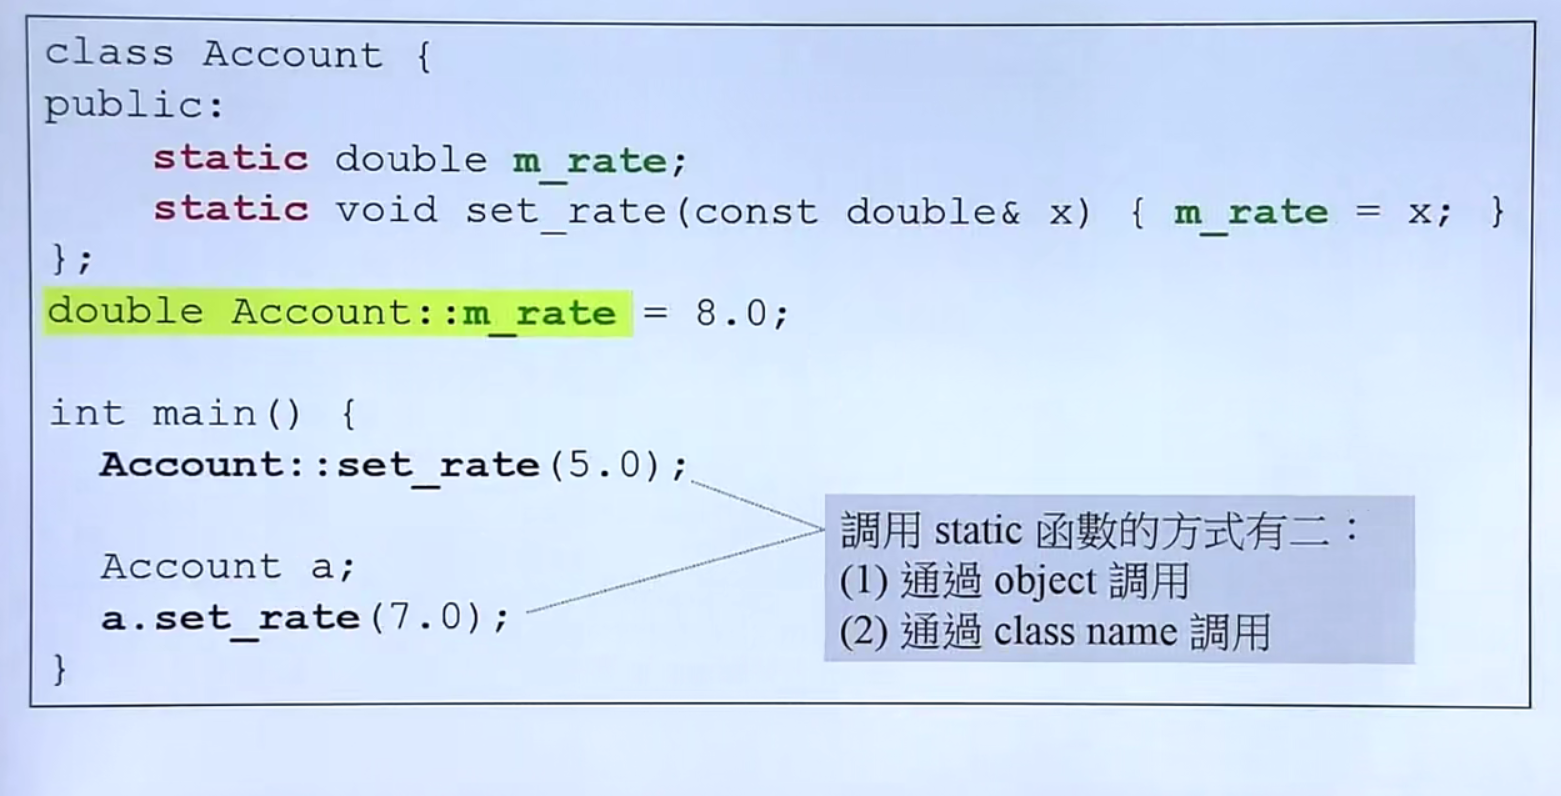 class Account {
public:
static double m_rate;
static void set_rate(const double& x) { m_rate = x; }
};
double Account::m_rate = 8.0;
int main() {
Account::set_rate(5.0);
Account a;
a.set_rate(7.0);
}
調用 static 函數的方式有二：
(1) 通過 object 調用
(2) 通過 class name 調用